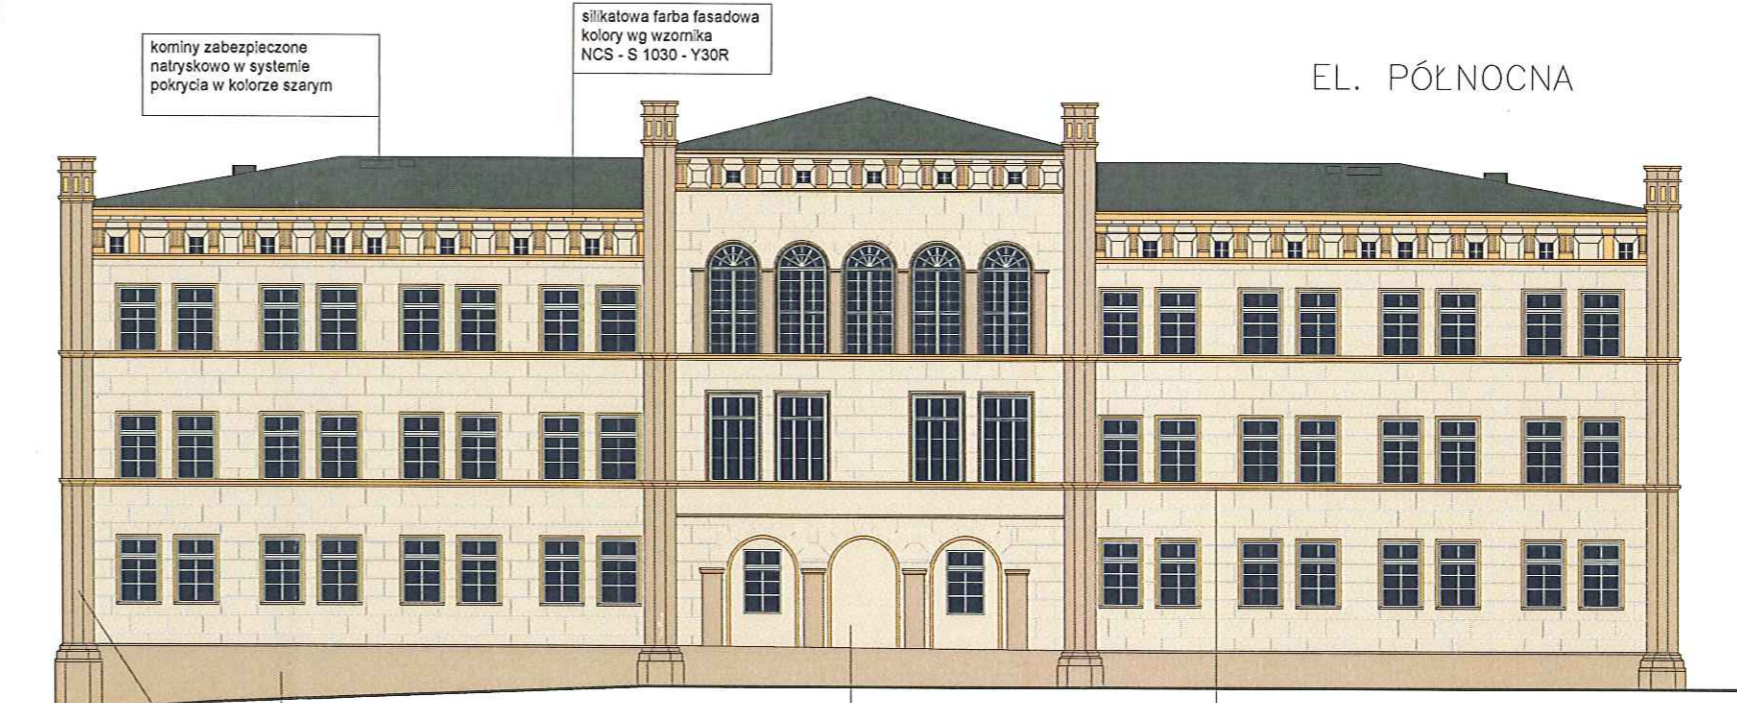 kominy zabezpieczone
natryskowo w systemie
pokrycia w kolorze szarym
silikatowa farba fasadowa
kolory wg wzornika
NCS - S 1030 - Y30R
EL. PÓŁNOCNA